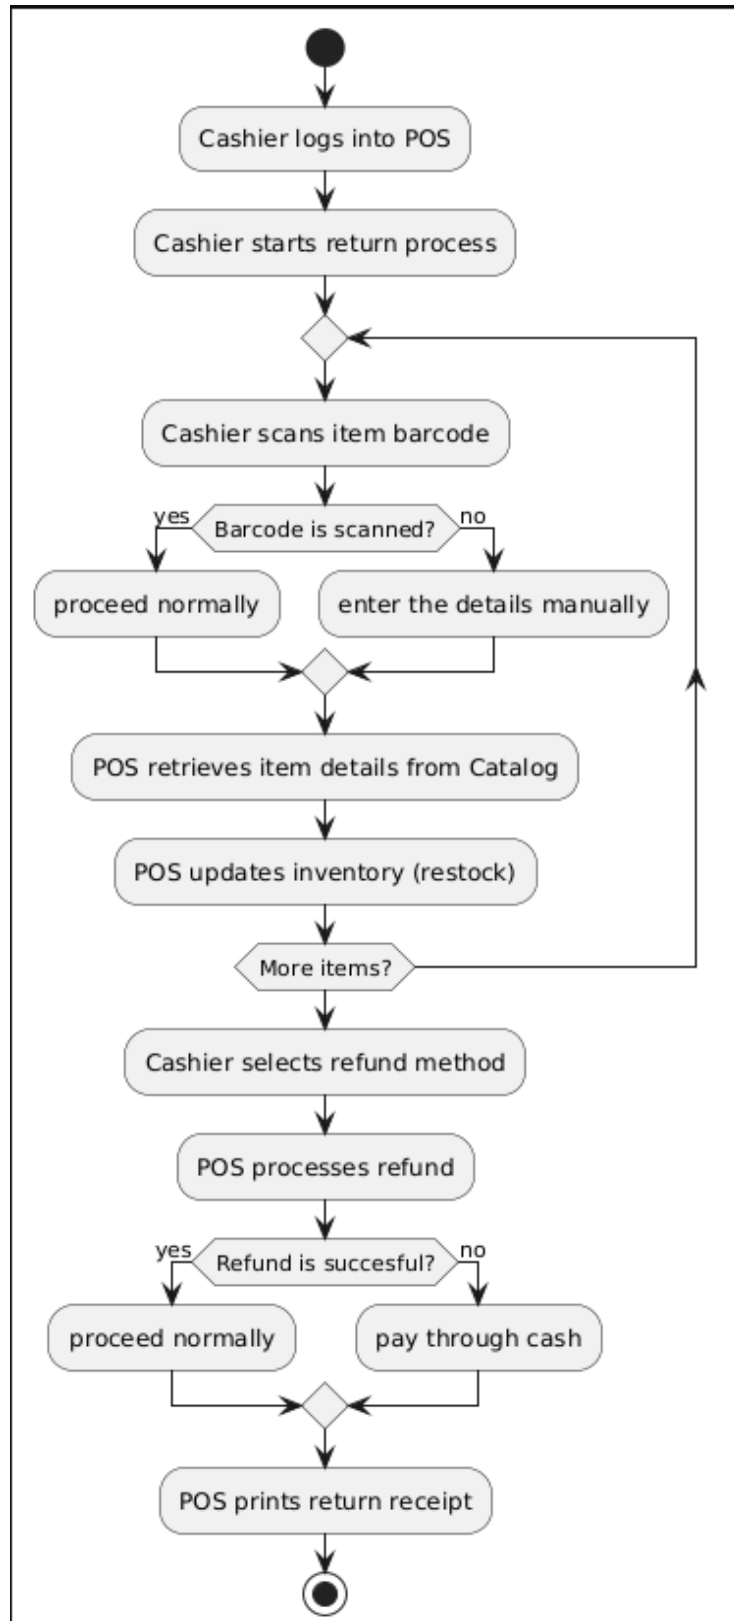 Cashier logs into POS
Cashier starts return process
Cashier scans item barcode
yes
Barcode is scanned?
no
proceed normally
enter the details manually
POS retrieves item details from Catalog
POS updates inventory (restock)
More items?
Cashier selects refund method
POS processes refund
yes
Refund is succesful?
no
proceed normally
pay through cash
POS prints return receipt